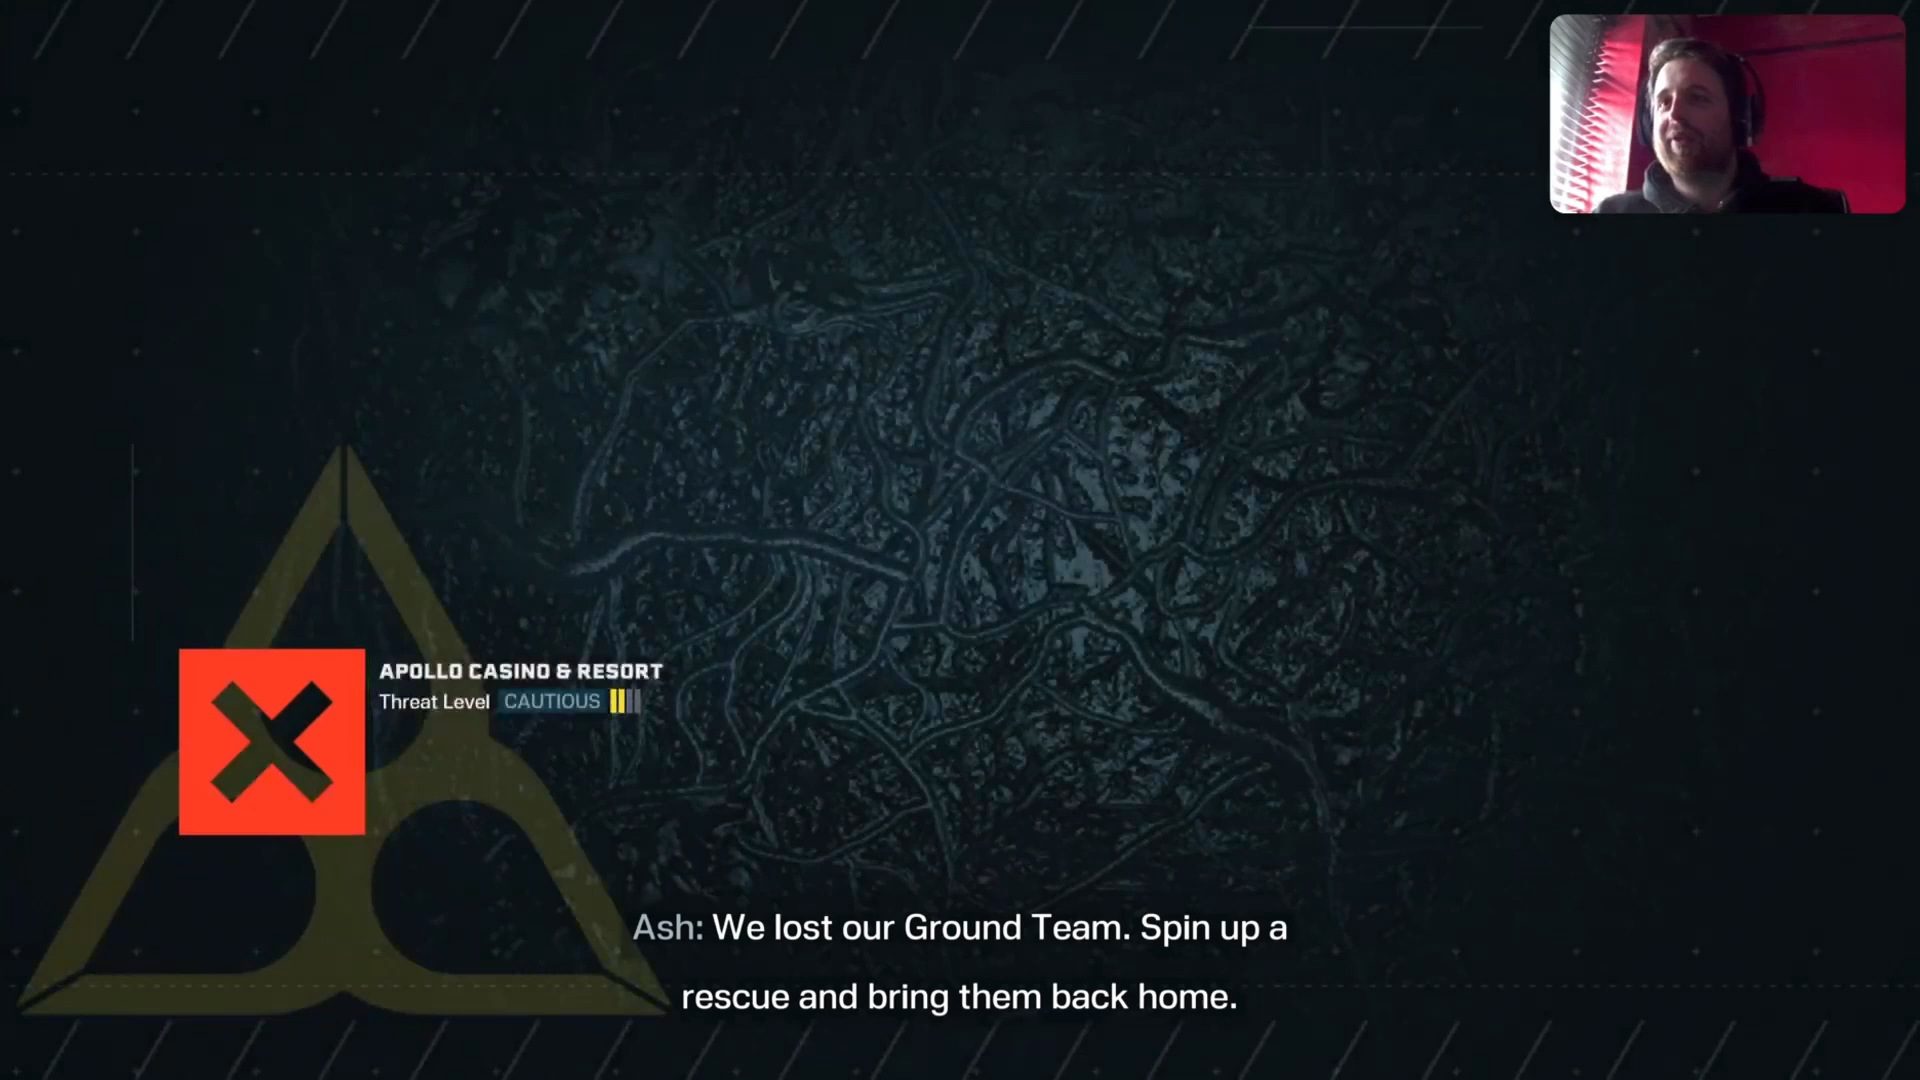 APOLLO CASINO & RESORT
Threat Level CAUTIOUS
Ash: We lost our Ground Team. Spin up a
rescue and bring them back home.